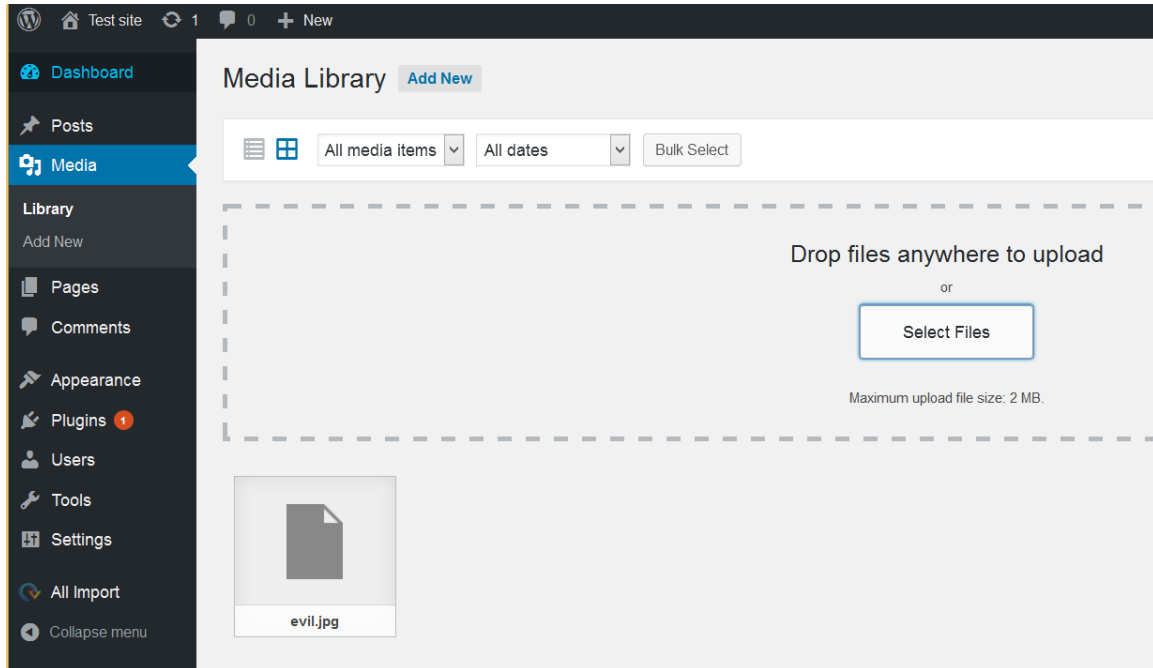 Test site 1 0 New
Dashboard
Posts
Media
Library
Add New
Pages
Comments
Appearance
Plugins 1
Users
Tools
Settings
All Import
Collapse menu
Media Library Add New
All media items All dates Bulk Select
Drop files anywhere to upload
or
Select Files
Maximum upload file size: 2 MB.
evil.jpg